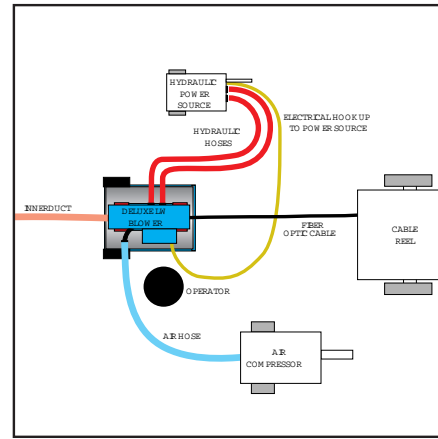 HYDRAULIC
POWER
SOURCE
ELECTRICAL HOOK UP
TO POWER SOURCE
HYDRAULIC
HOSES
INNERDUCT
DELUXE LW
BLOWER
FIBER
OPTIC CABLE
CABLE
REEL
OPERATOR
AIR HOSE
AIR
COMPRESSOR